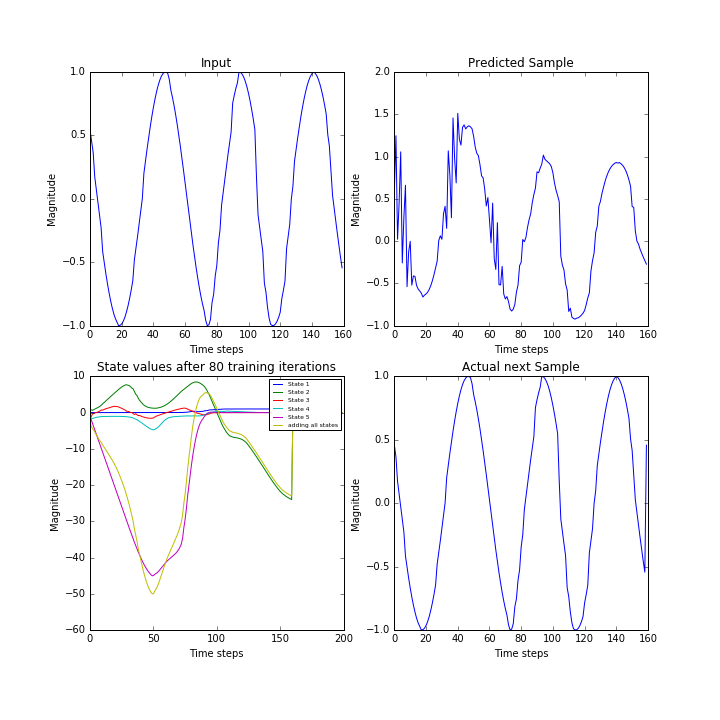 Input
Magnitude
1.0
0.5
0.0
−0.5
−1.0
0 20 40 60 80 100 120 140 160
Time steps
Predicted Sample
Magnitude
2.0
1.5
1.0
0.5
0.0
−0.5
−1.0
0 20 40 60 80 100 120 140 160
Time steps
State values after 80 training iterations
Magnitude
10
0
−10
−20
−30
−40
−50
−60
0 50 100 150 200
Time steps
State 1
State 2
State 3
State 4
State 5
adding all states
Actual next Sample
Magnitude
1.0
0.5
0.0
−0.5
−1.0
0 20 40 60 80 100 120 140 160
Time steps